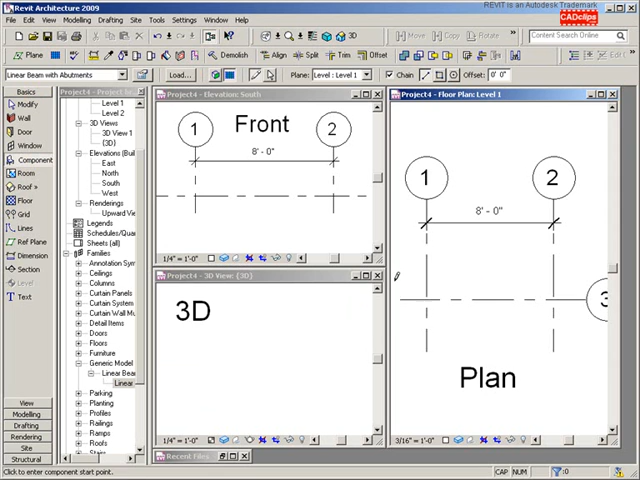 Revit Architecture 2009
REVIT is an Autodesk Trademark
CADclips
File Edit View Modelling Drafting Site Tools Settings Window Help
Move Copy Rotate
Content Search Online
Plane Demolish Align Split Trim Offset
Linear Beam with Abutments
Load...
Plane: Level : Level 1
Chain
Offset: 0' 0"
Basics
Modify
Wall
Door
Window
Component
Room
Roof »
Floor
Grid
Lines
Ref Plane
Dimension
Section
Level
Text
View
Modelling
Drafting
Rendering
Site
Structural
Level 1
Level 2
3D Views
3D View 1
{3D}
Elevations (Buil
East
North
South
West
Renderings
Upward Vi
Legends
Schedules/Quar
Sheets (all)
Families
Annotation Sym
Ceilings
Columns
Curtain Panels
Curtain Wall Mu
Detail Items
Doors
Floors
Furniture
Generic Model
Linear Bea
Linear
Parking
Planting
Profiles
Railings
Ramps
Roofs
Project4 - Elevation: South
1
Front
2
8' - 0"
1/4" = 1'-0"
Project4 - 3D View: {3D}
3D
1/4" = 1'-0"
Recent Files
Project4 - Floor Plan: Level 1
1
2
8' - 0"
3
Plan
3/16" = 1'-0"
Click to enter component start point.
CAP NUM
:0